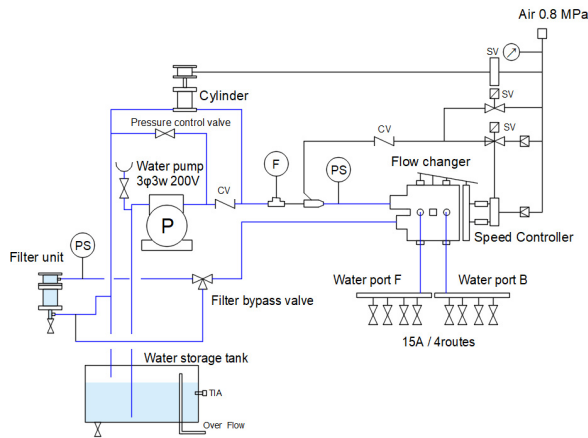 Air 0.8 MPa
SV
Cylinder
SV
Pressure control valve
SV
CV
Water pump
3φ3w 200V
F
PS
Flow changer
CV
P
PS
Speed Controller
Filter unit
Water port F
Water port B
Filter bypass valve
15A / 4routes
Water storage tank
TIA
Over Flow